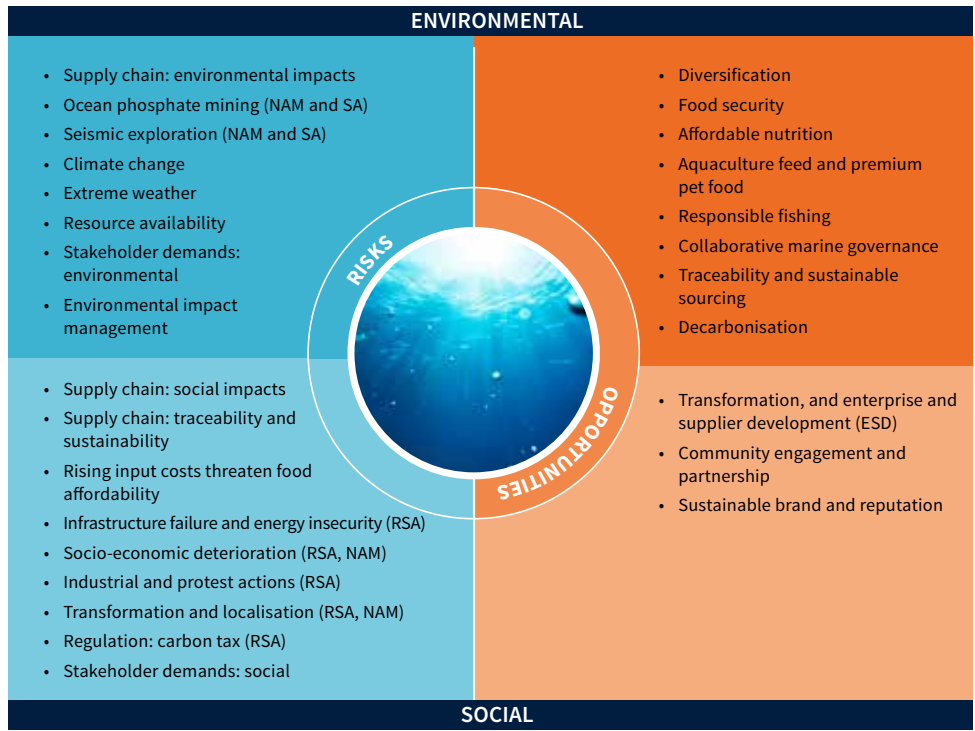 ENVIRONMENTAL
• Supply chain: environmental impacts
• Ocean phosphate mining (NAM and SA)
• Seismic exploration (NAM and SA)
• Climate change
• Extreme weather
• Resource availability
• Stakeholder demands:
environmental
• Environmental impact
management
• Diversification
• Food security
• Affordable nutrition
• Aquaculture feed and premium
pet food
• Responsible fishing
• Collaborative marine governance
• Traceability and sustainable
sourcing
• Decarbonisation
RISKS
OPPORTUNITIES
• Supply chain: social impacts
• Supply chain: traceability and
sustainability
• Rising input costs threaten food
affordability
• Infrastructure failure and energy insecurity (RSA)
• Socio-economic deterioration (RSA, NAM)
• Industrial and protest actions (RSA)
• Transformation and localisation (RSA, NAM)
• Regulation: carbon tax (RSA)
• Stakeholder demands: social
• Transformation, and enterprise and
supplier development (ESD)
• Community engagement and
partnership
• Sustainable brand and reputation
SOCIAL